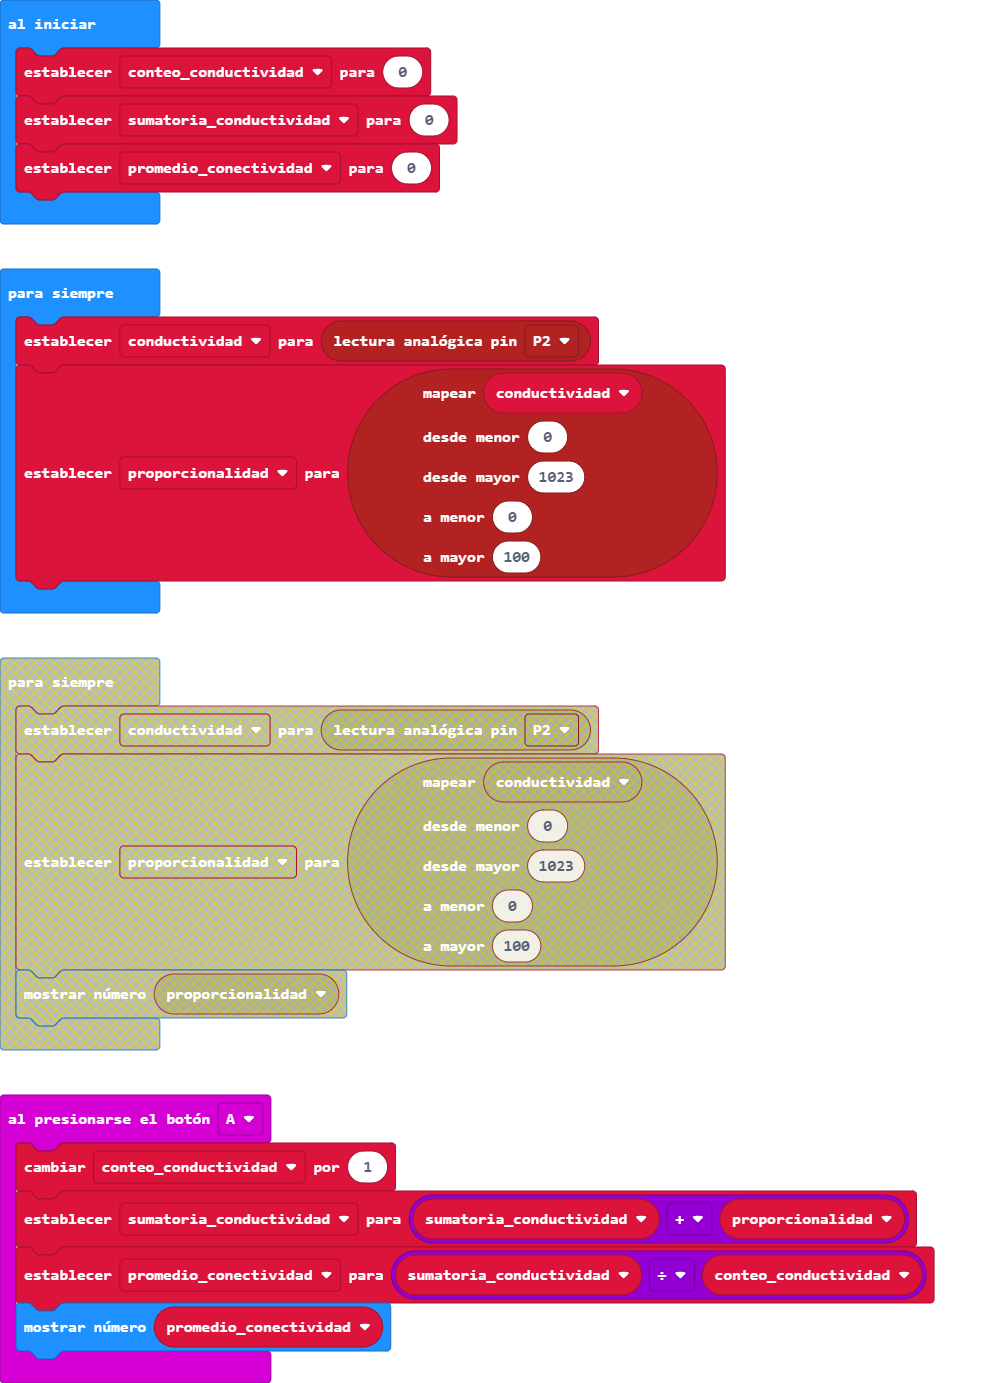 al iniciar
establecer conteo_conductividad para 0
establecer sumatoria_conductividad para 0
establecer promedio_conectividad para 0
para siempre
establecer conductividad para lectura analógica pin P2
mapear conductividad
desde menor 0
desde mayor 1023
establecer proporcionalidad para
a menor 0
a mayor 100
para siempre
establecer conductividad para lectura analógica pin P2
mapear conductividad
desde menor 0
desde mayor 1023
establecer proporcionalidad para
a menor 0
a mayor 100
mostrar número proporcionalidad
al presionarse el botón A
cambiar conteo_conductividad por 1
establecer sumatoria_conductividad para sumatoria_conductividad + proporcionalidad
establecer promedio_conectividad para sumatoria_conductividad ÷ conteo_conductividad
mostrar número promedio_conectividad